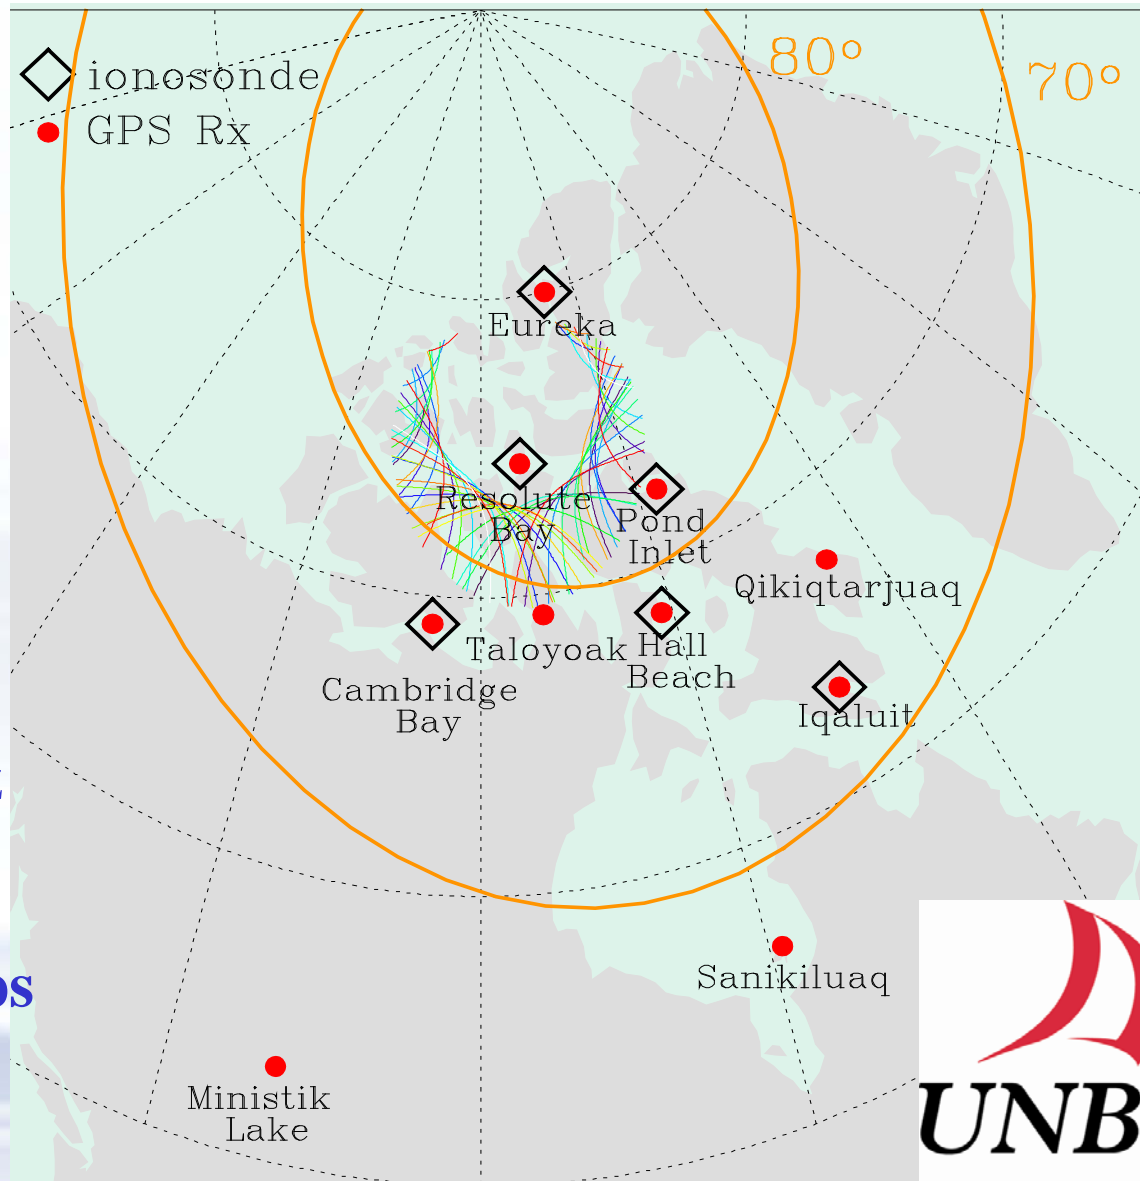 80°
70°
ionosonde
GPS Rx
Eureka
Resolute
Bay
Pond
Inlet
Qikiqtarjuaq
Taloyoak
Hall
Beach
Cambridge
Bay
Iqaluit
Sanikiluaq
os
Ministik
Lake
UNB